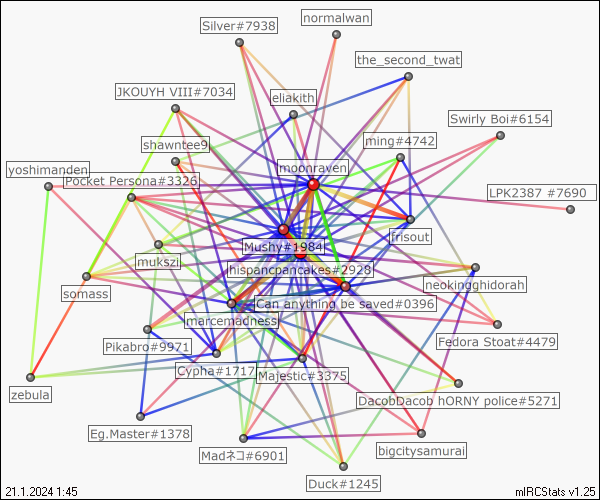 Silver#7938
normalwan
the_second_twat
JKOUYH VIII#7034
eliakith
Swirly Boi#6154
shawntee9
ming#4742
yoshimanden
Pocket Persona#3326
moonraven
LPK2387 #7690
frisout
Mushy#1984
mukszi
hispancpancakes#2928
somass
neokingghidorah
Can anything be saved#0396
marcemadness
Pikabro#9971
Fedora Stoat#4479
Cypha#1717
Majestic#3375
zebula
DacobDacob hORNY police#5271
Eg.Master#1378
bigcitysamurai
Madネコ#6901
Duck#1245
21.1.2024 1:45
mIRCStats v1.25